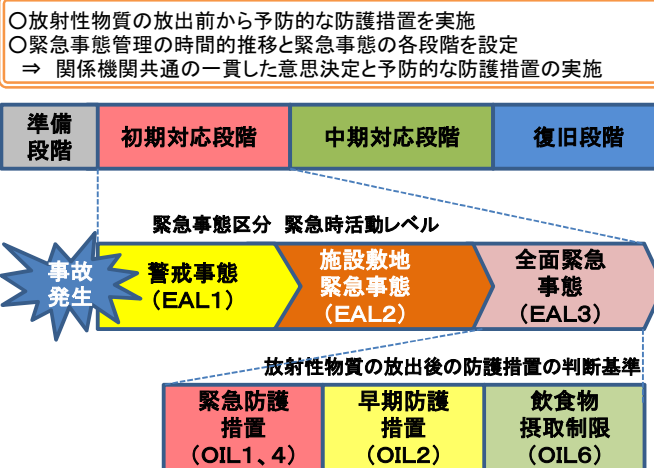 ○放射性物質の放出前から予防的な防護措置を実施
○緊急事態管理の時間的推移と緊急事態の各段階を設定
⇒ 関係機関共通の一貫した意思決定と予防的な防護措置の実施
準備
段階
初期対応段階
中期対応段階
復旧段階
緊急事態区分 緊急時活動レベル
事故
発生
警戒事態
(EAL1)
施設敷地
緊急事態
(EAL2)
全面緊急
事態
(EAL3)
放射性物質の放出後の防護措置の判断基準
緊急防護
措置
(OIL1、4)
早期防護
措置
(OIL2)
飲食物
摂取制限
(OIL6)